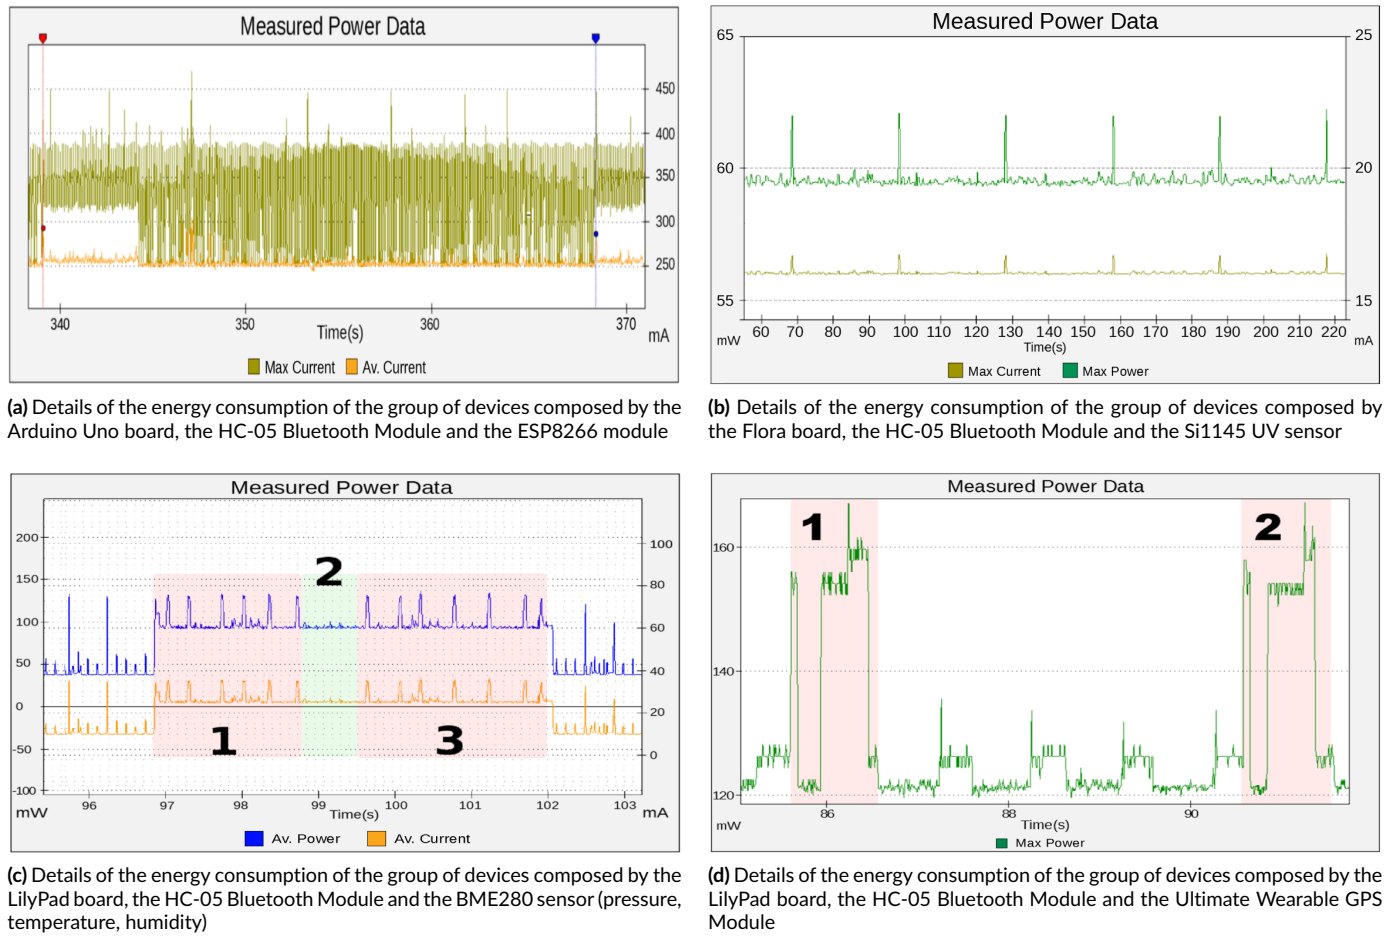 Measured Power Data
450
400
350
300
250
340 350 360 370
Time(s) mA
Max Current Av. Current
(a) Details of the energy consumption of the group of devices composed by the
Arduino Uno board, the HC-05 Bluetooth Module and the ESP8266 module
Measured Power Data
65 25
60 20
55 15
60 70 80 90 100 110 120 130 140 150 160 170 180 190 200 210 220
mW Time(s) mA
Max Current Max Power
(b) Details of the energy consumption of the group of devices composed by
the Flora board, the HC-05 Bluetooth Module and the Si1145 UV sensor
Measured Power Data
200 100
150 80
100 60
50 40
0 20
-50 0
-100
2
1 3
96 97 98 99 100 101 102 103
mW Time(s) mA
Av. Power Av. Current
(c) Details of the energy consumption of the group of devices composed by the
LilyPad board, the HC-05 Bluetooth Module and the BME280 sensor (pressure,
temperature, humidity)
Measured Power Data
1 2
160
140
120
86 88 90
mW Time(s)
Max Power
(d) Details of the energy consumption of the group of devices composed by the
LilyPad board, the HC-05 Bluetooth Module and the Ultimate Wearable GPS
Module